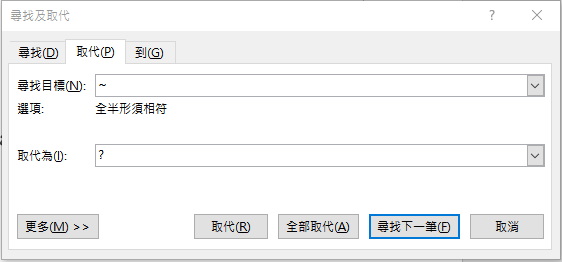 尋找及取代
尋找(D) 取代(P) 到(G)
尋找目標(N): ~
選項: 全半形須相符
取代為(I): ?
更多(M) >> 取代(R) 全部取代(A) 尋找下一筆(F) 取消